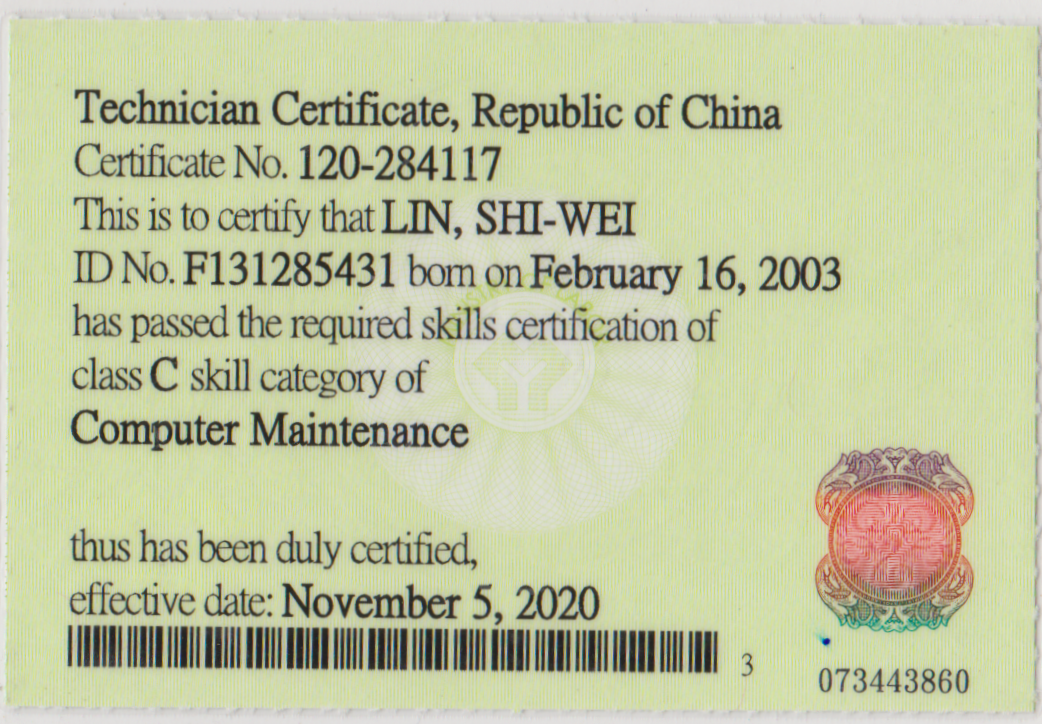 Technician Certificate, Republic of China
Certificate No. 120-284117
This is to certify that LIN, SHI-WEI
ID No. F131285431 born on February 16, 2003
has passed the required skills certification of
class C skill category of
Computer Maintenance
thus has been duly certified,
effective date: November 5, 2020
3
073443860